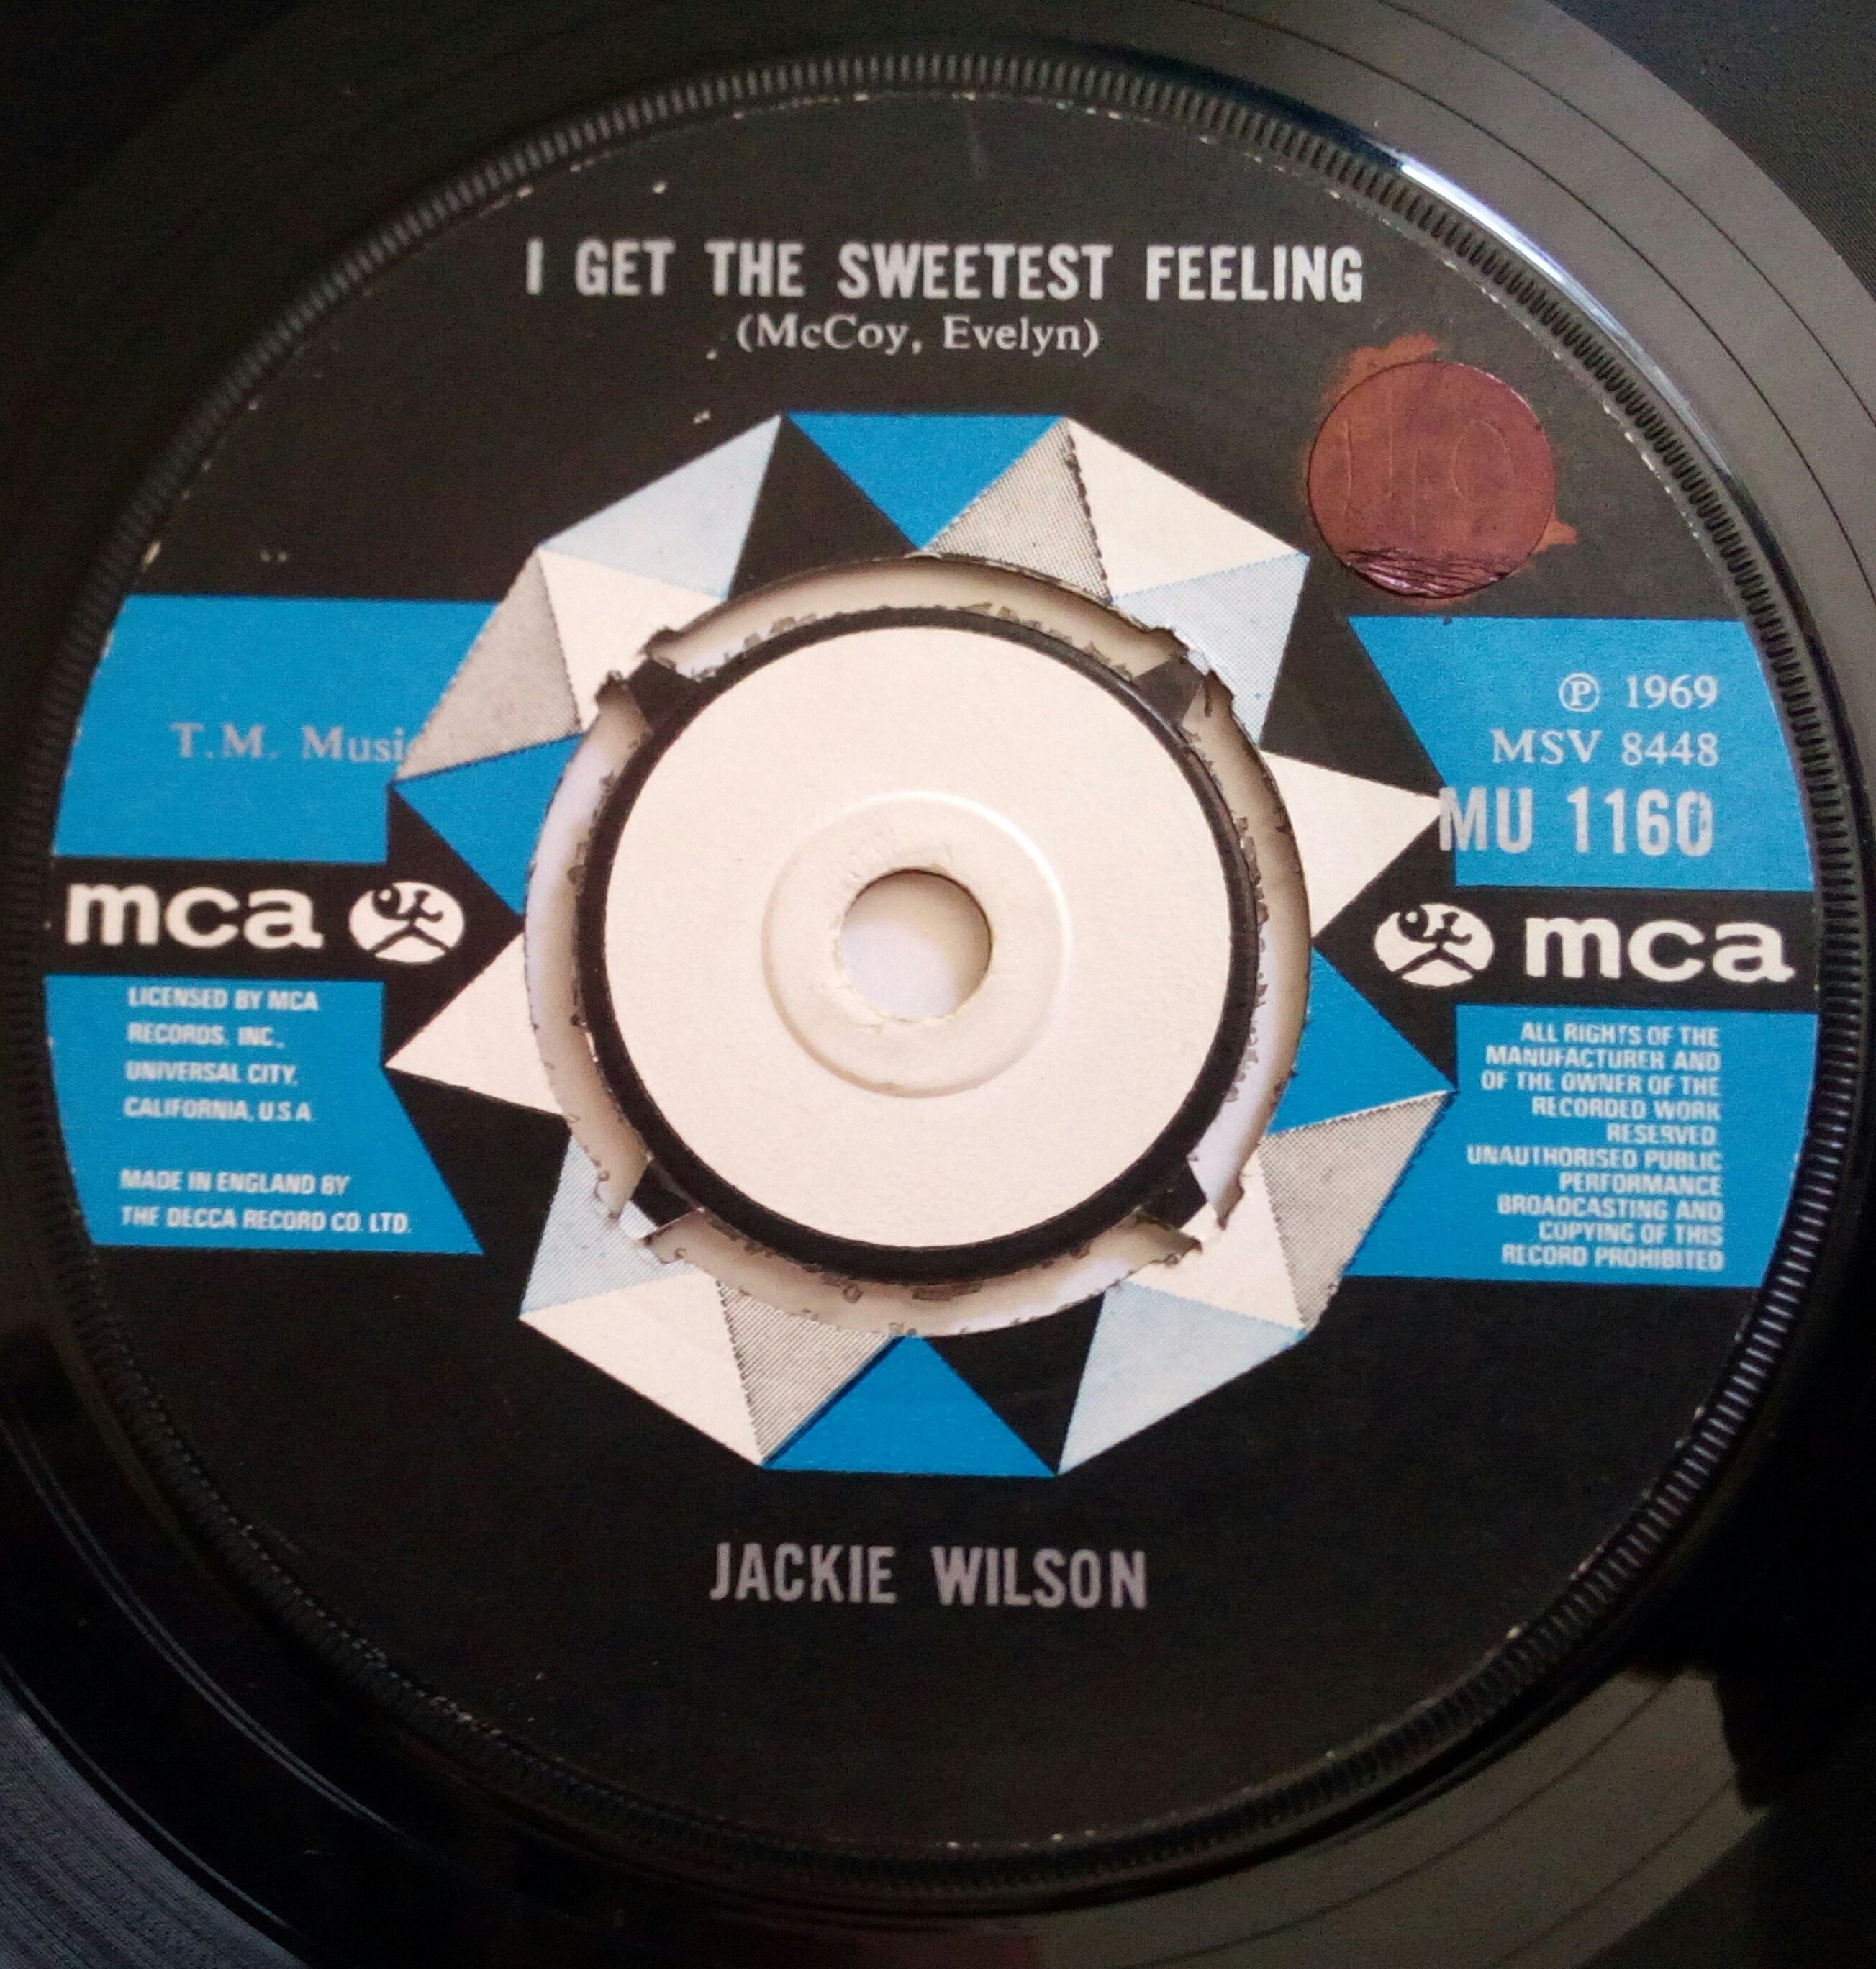 I GET THE SWEETEST FEELING
(McCoy, Evelyn)
℗ 1969
MSV 8448
MU 1160
T.M. Music
mca
mca
LICENSED BY MCA
RECORDS, INC.,
UNIVERSAL CITY,
CALIFORNIA, U.S.A.
MADE IN ENGLAND BY
THE DECCA RECORD CO. LTD.
ALL RIGHTS OF THE
MANUFACTURER AND
OF THE OWNER OF THE
RECORDED WORK
RESERVED.
UNAUTHORISED PUBLIC
PERFORMANCE
BROADCASTING AND
COPYING OF THIS
RECORD PROHIBITED
JACKIE WILSON